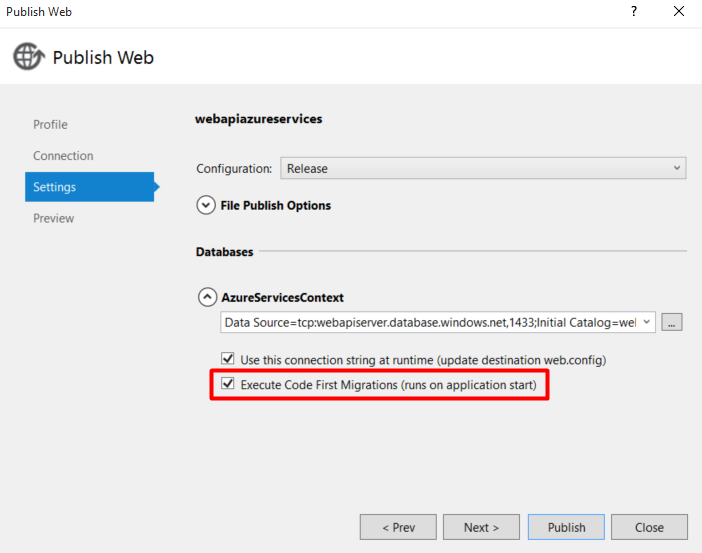 Publish Web
?
Publish Web
Profile
Connection
Settings
Preview
webapiazureservices
Configuration: Release
File Publish Options
Databases
AzureServicesContext
Data Source=tcp:webapiserver.database.windows.net,1433;Initial Catalog=wel
...
Use this connection string at runtime (update destination web.config)
Execute Code First Migrations (runs on application start)
< Prev
Next >
Publish
Close